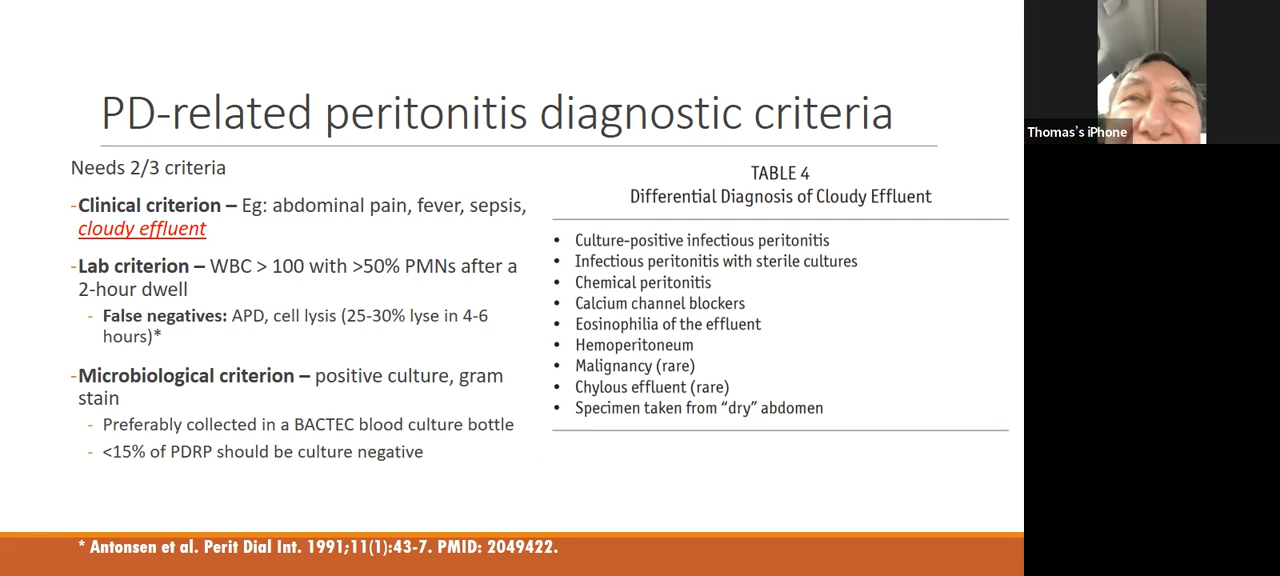 PD-related peritonitis diagnostic criteria
Needs 2/3 criteria
-Clinical criterion – Eg: abdominal pain, fever, sepsis,
cloudy effluent
-Lab criterion – WBC > 100 with >50% PMNs after a
2-hour dwell
- False negatives: APD, cell lysis (25-30% lyse in 4-6
hours)*
-Microbiological criterion – positive culture, gram
stain
- Preferably collected in a BACTEC blood culture bottle
- <15% of PDRP should be culture negative
TABLE 4
Differential Diagnosis of Cloudy Effluent
• Culture-positive infectious peritonitis
• Infectious peritonitis with sterile cultures
• Chemical peritonitis
• Calcium channel blockers
• Eosinophilia of the effluent
• Hemoperitoneum
• Malignancy (rare)
• Chylous effluent (rare)
• Specimen taken from “dry” abdomen
* Antonsen et al. Perit Dial Int. 1991;11(1):43-7. PMID: 2049422.
Thomas's iPhone